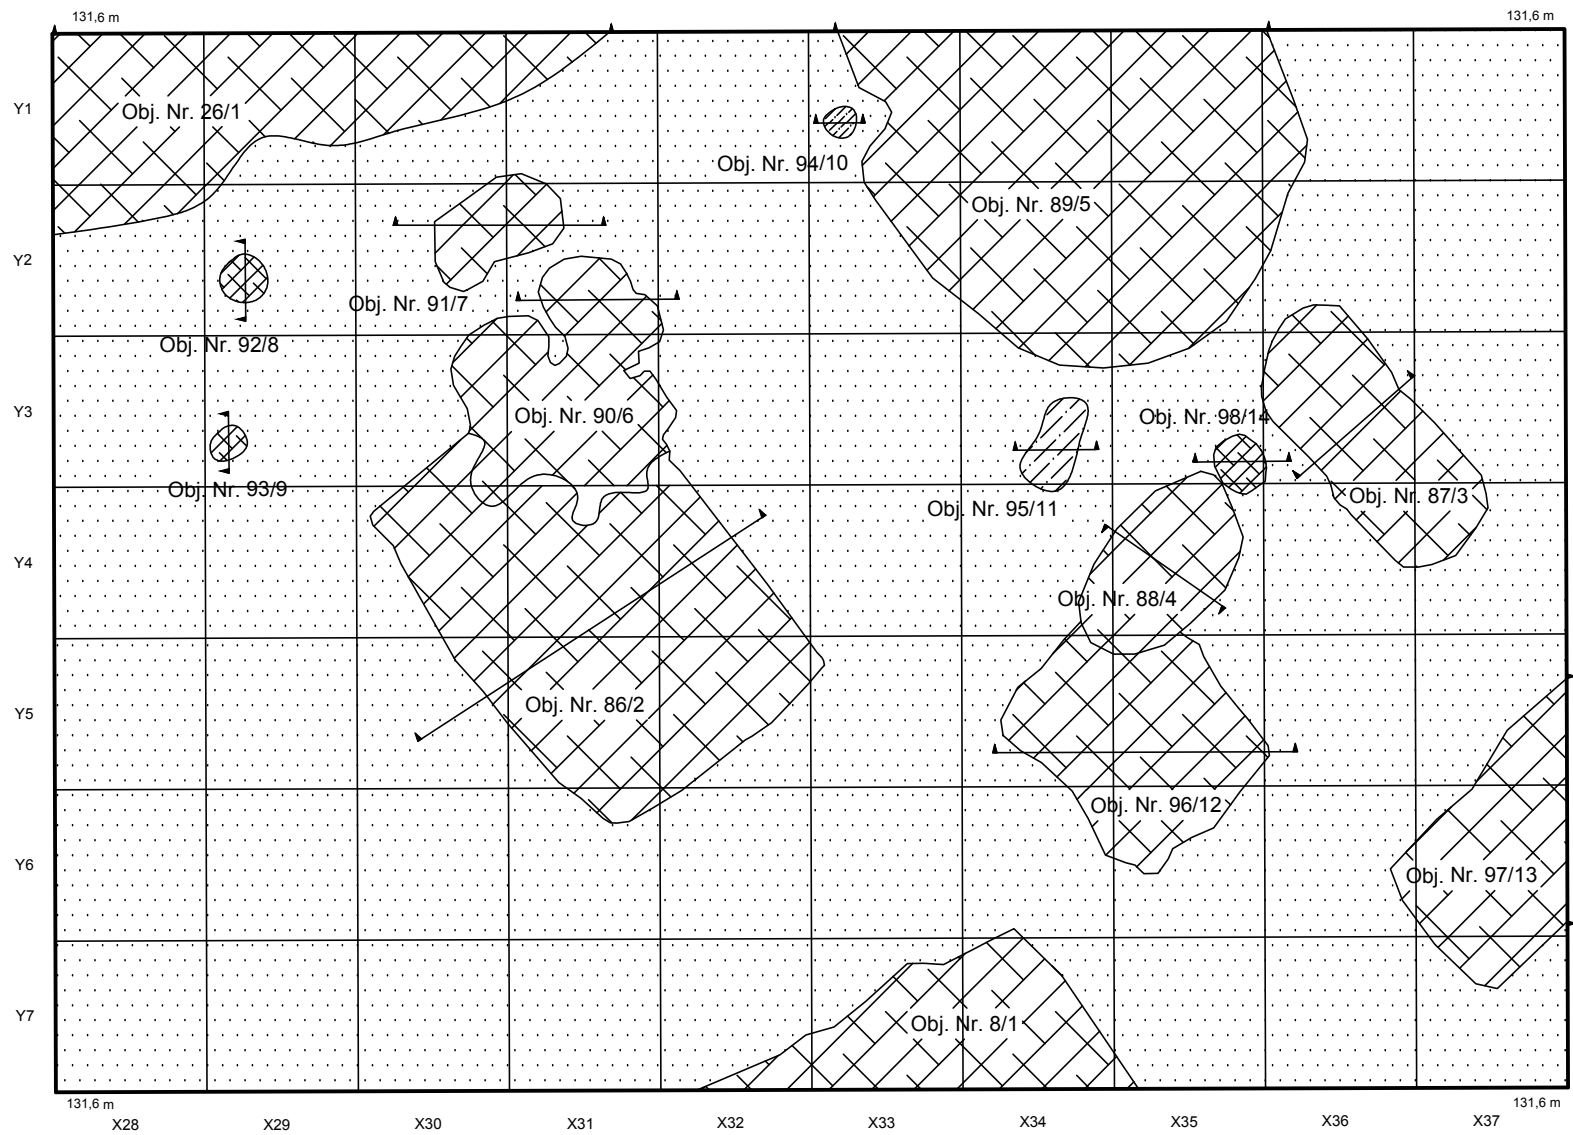 131,6 m
131,6 m
Y1
Obj. Nr. 26/1
Obj. Nr. 94/10
Obj. Nr. 89/5
Y2
Obj. Nr. 91/7
Obj. Nr. 92/8
Y3
Obj. Nr. 90/6
Obj. Nr. 98/14
Obj. Nr. 93/9
Obj. Nr. 87/3
Obj. Nr. 95/11
Y4
Obj. Nr. 88/4
Obj. Nr. 86/2
Y5
Obj. Nr. 96/12
Y6
Obj. Nr. 97/13
Y7
Obj. Nr. 8/1
131,6 m
131,6 m
X28
X29
X30
X31
X32
X33
X34
X35
X36
X37